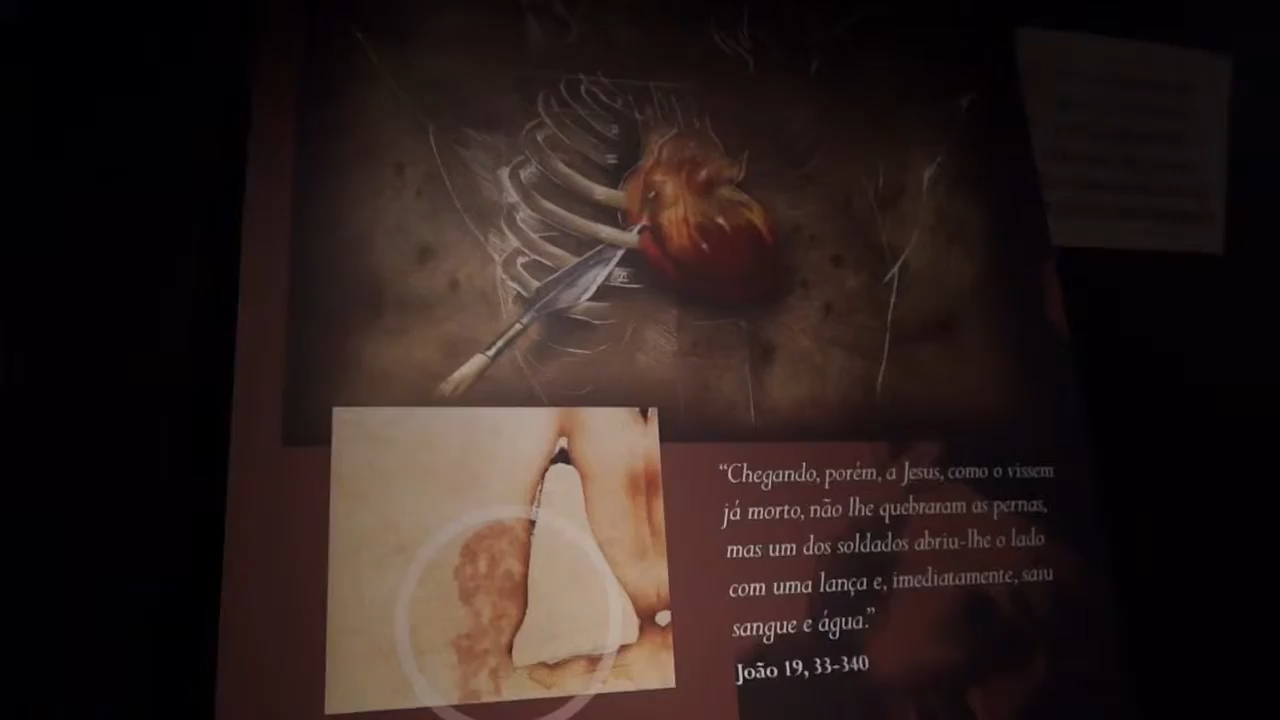 “Chegando, porém, a Jesus, como o vissem
já morto, não lhe quebraram as pernas,
mas um dos soldados abriu-lhe o lado
com uma lança e, imediatamente, saiu
sangue e água.”
João 19, 33-340